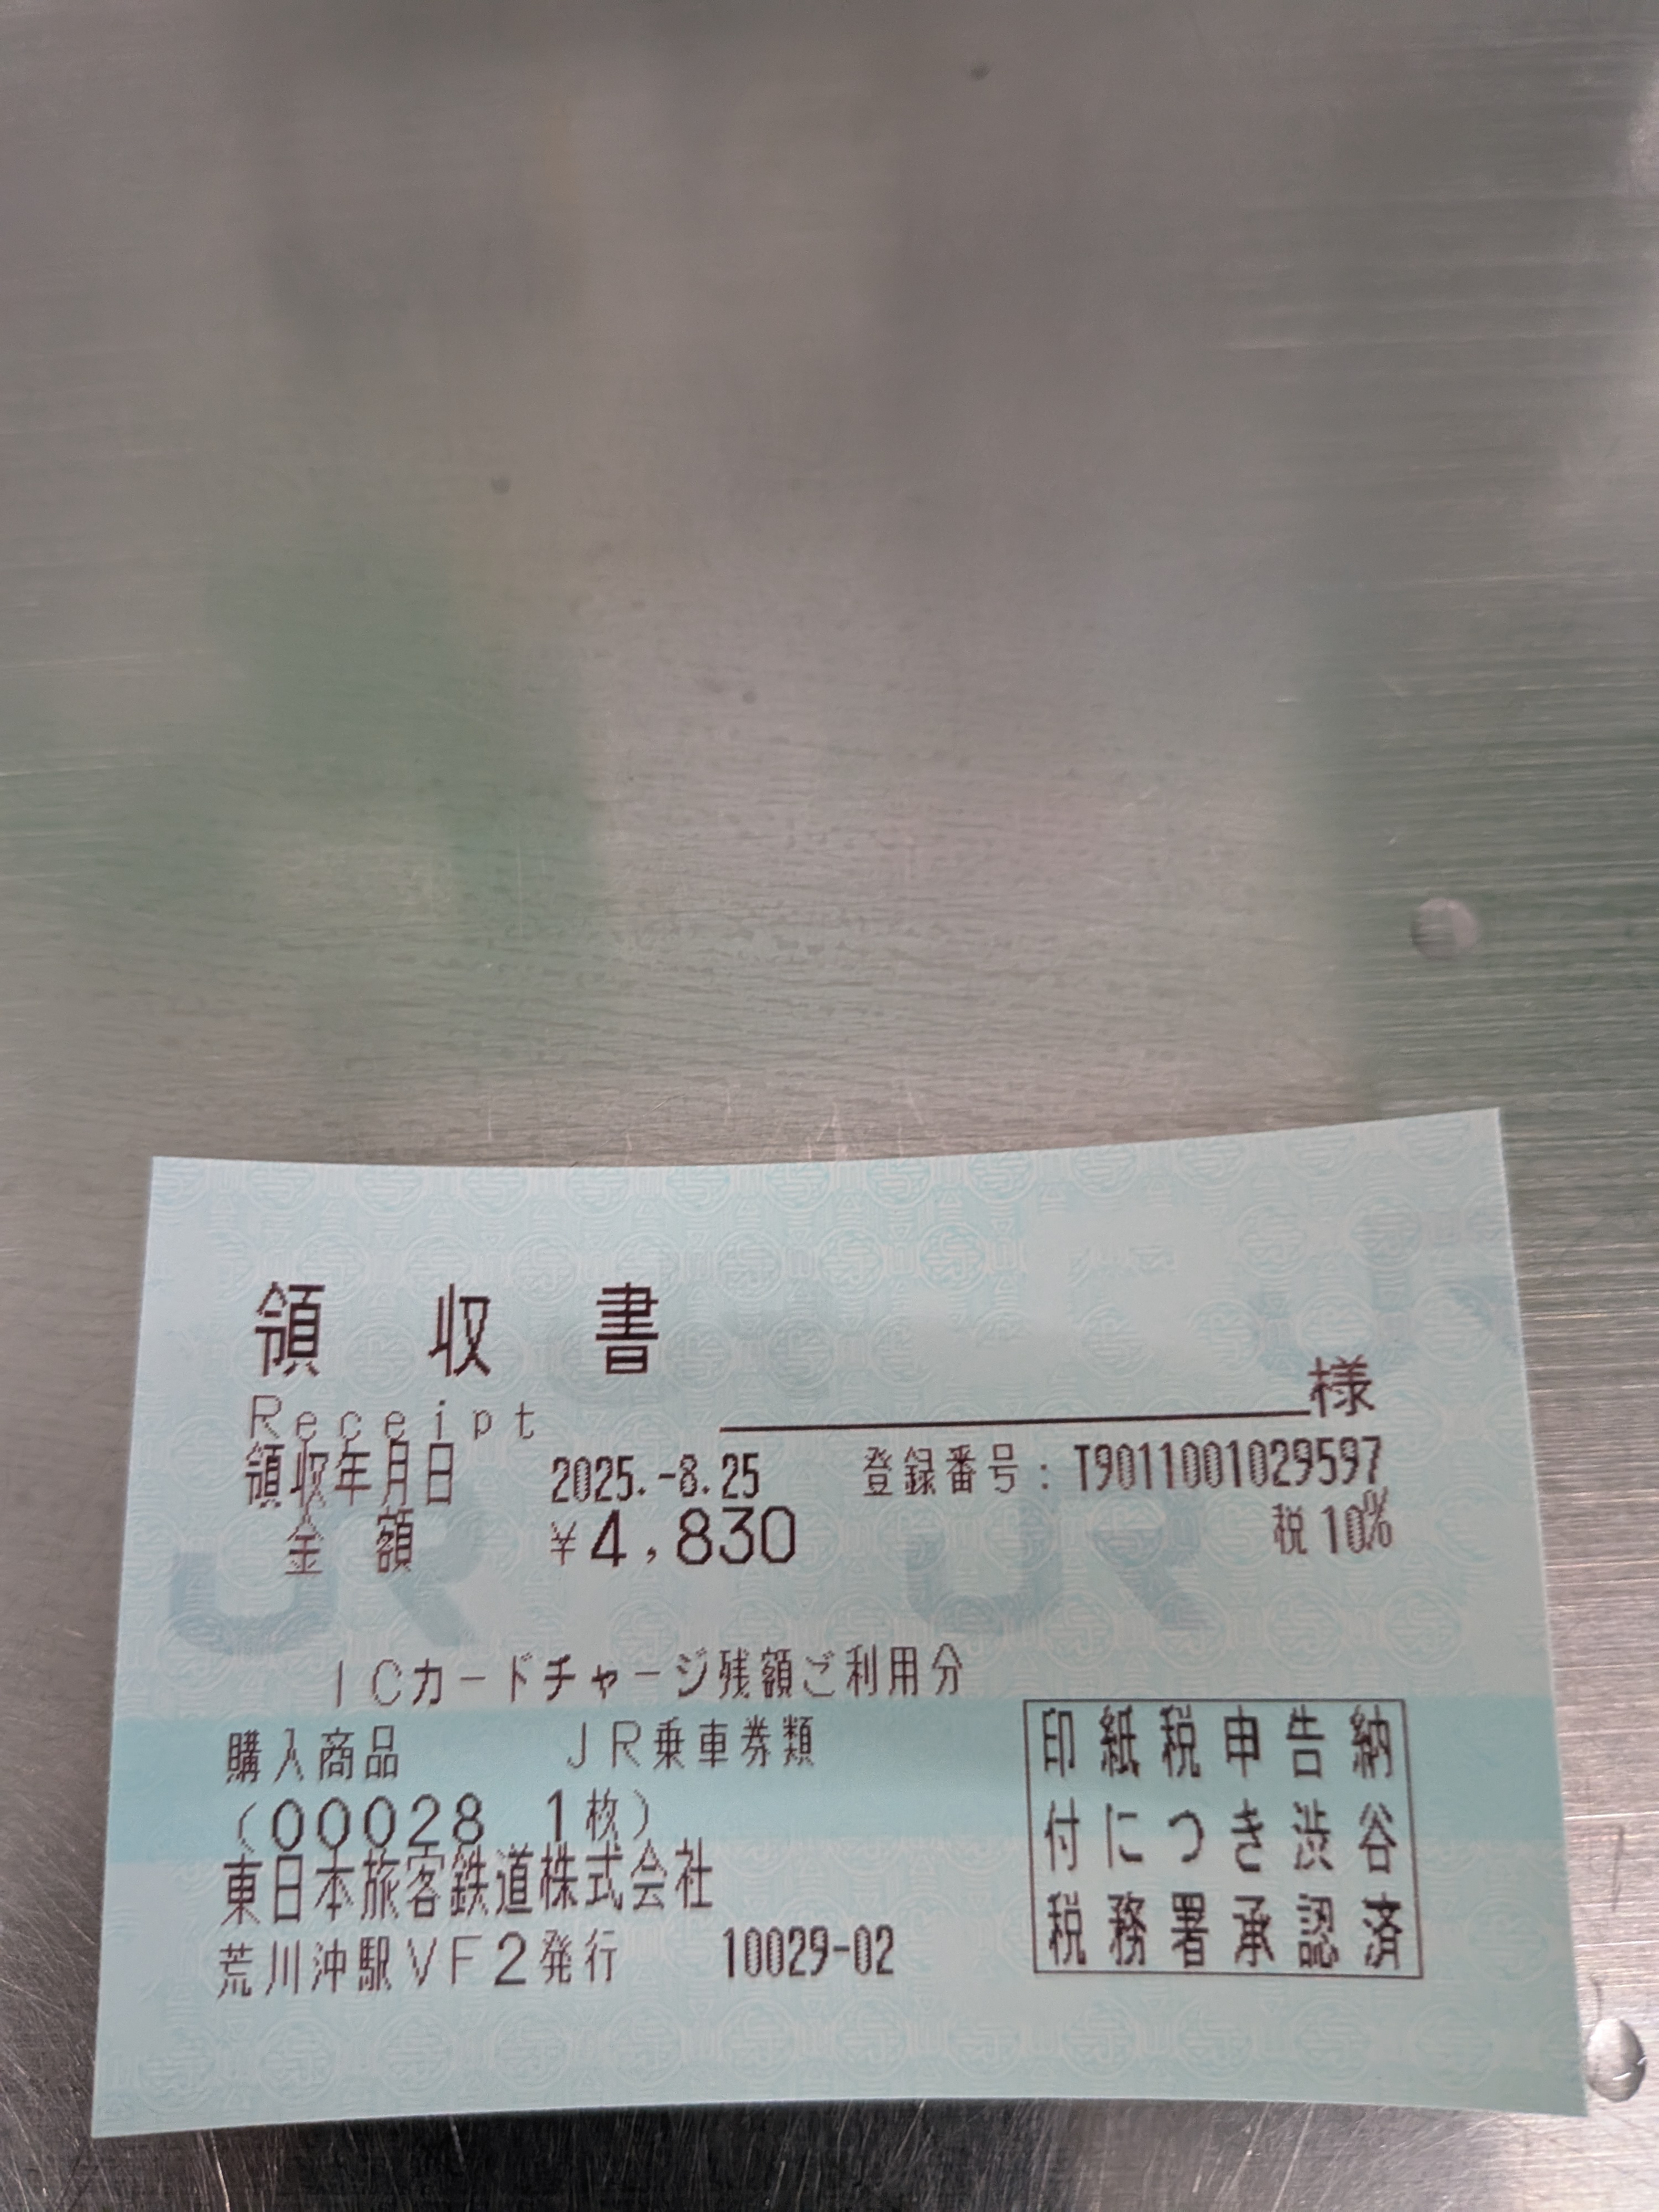 領収書
Receipt
様
領収年月日 2025.-8.25 登録番号:T9011001029597
金額 ¥4,830 税10%
ICカードチャージ残額ご利用分
購入商品 JR乗車券類
(00028 1枚)
東日本旅客鉄道株式会社
荒川沖駅VF2発行 10029-02
印紙税申告納
付につき渋谷
税務署承認済
JR JR